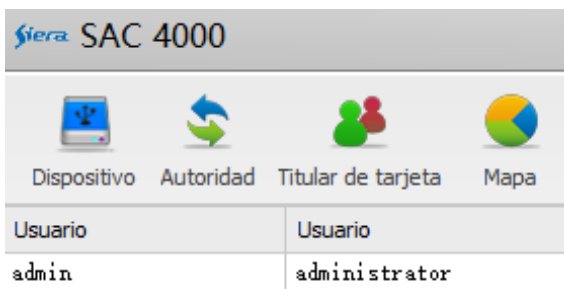 Siera SAC 4000
Dispositivo Autoridad Titular de tarjeta Mapa
Usuario Usuario
admin administrator